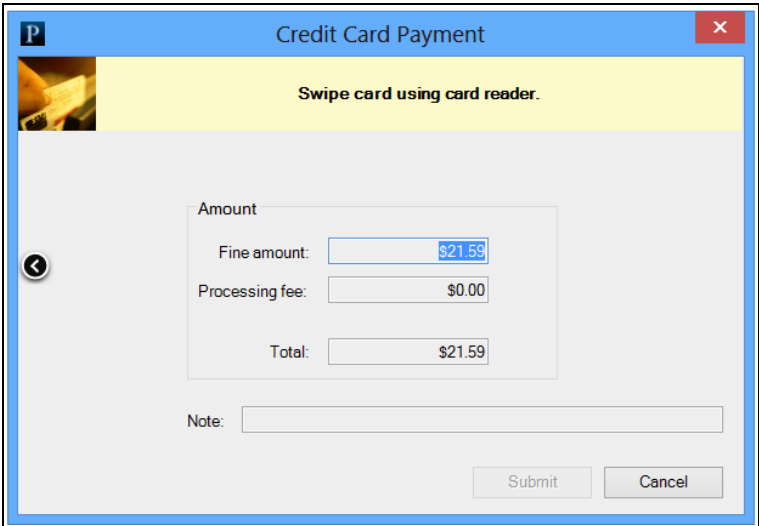 P
Credit Card Payment
Swipe card using card reader.
Amount
Fine amount: $21.59
Processing fee: $0.00
Total: $21.59
Note:
Submit Cancel